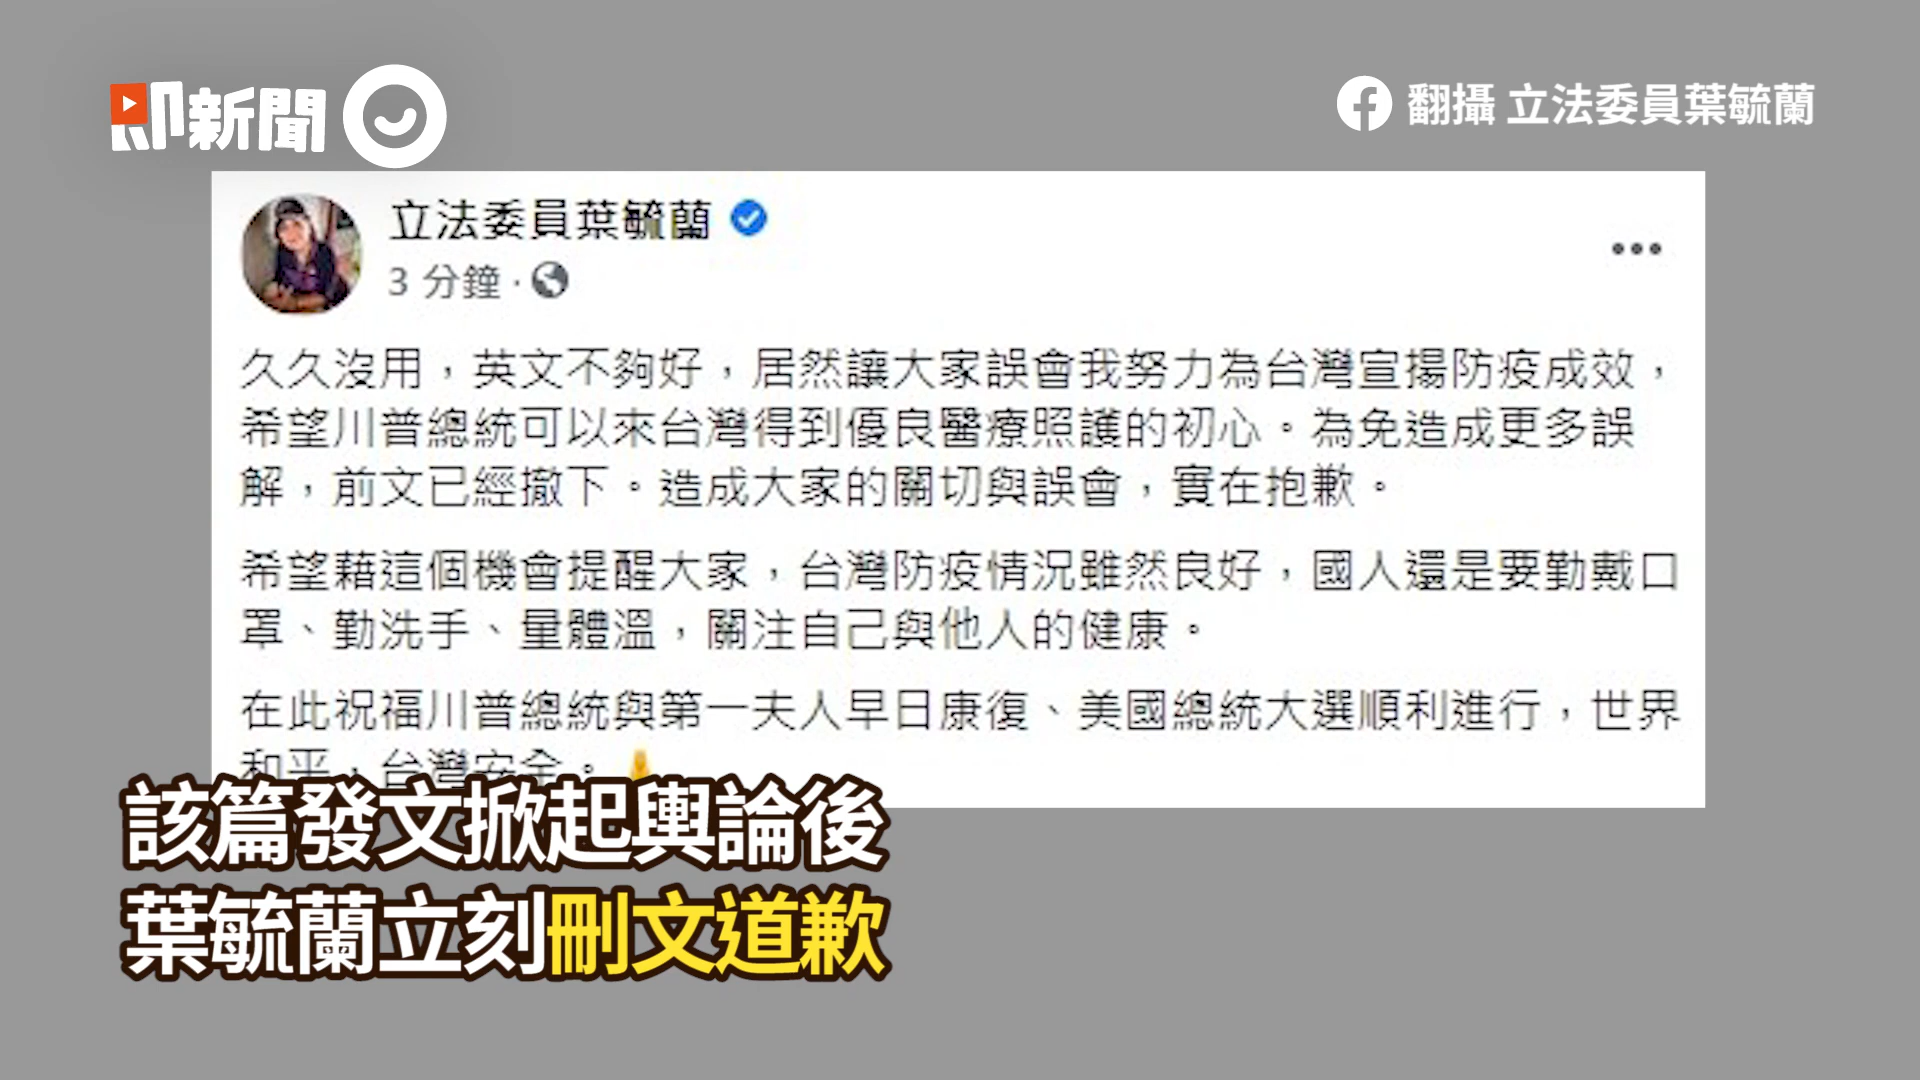 即新聞
翻攝 立法委員葉毓蘭
立法委員葉毓蘭
3 分鐘 ·
久久沒用，英文不夠好，居然讓大家誤會我努力為台灣宣揚防疫成效，
希望川普總統可以來台灣得到優良醫療照護的初心。為免造成更多誤
解，前文已經撤下。造成大家的關切與誤會，實在抱歉。
希望藉這個機會提醒大家，台灣防疫情況雖然良好，國人還是要勤戴口
罩、勤洗手、量體溫，關注自己與他人的健康。
在此祝福川普總統與第一夫人早日康復、美國總統大選順利進行，世界
和平，台灣安全。
該篇發文掀起輿論後
葉毓蘭立刻刪文道歉